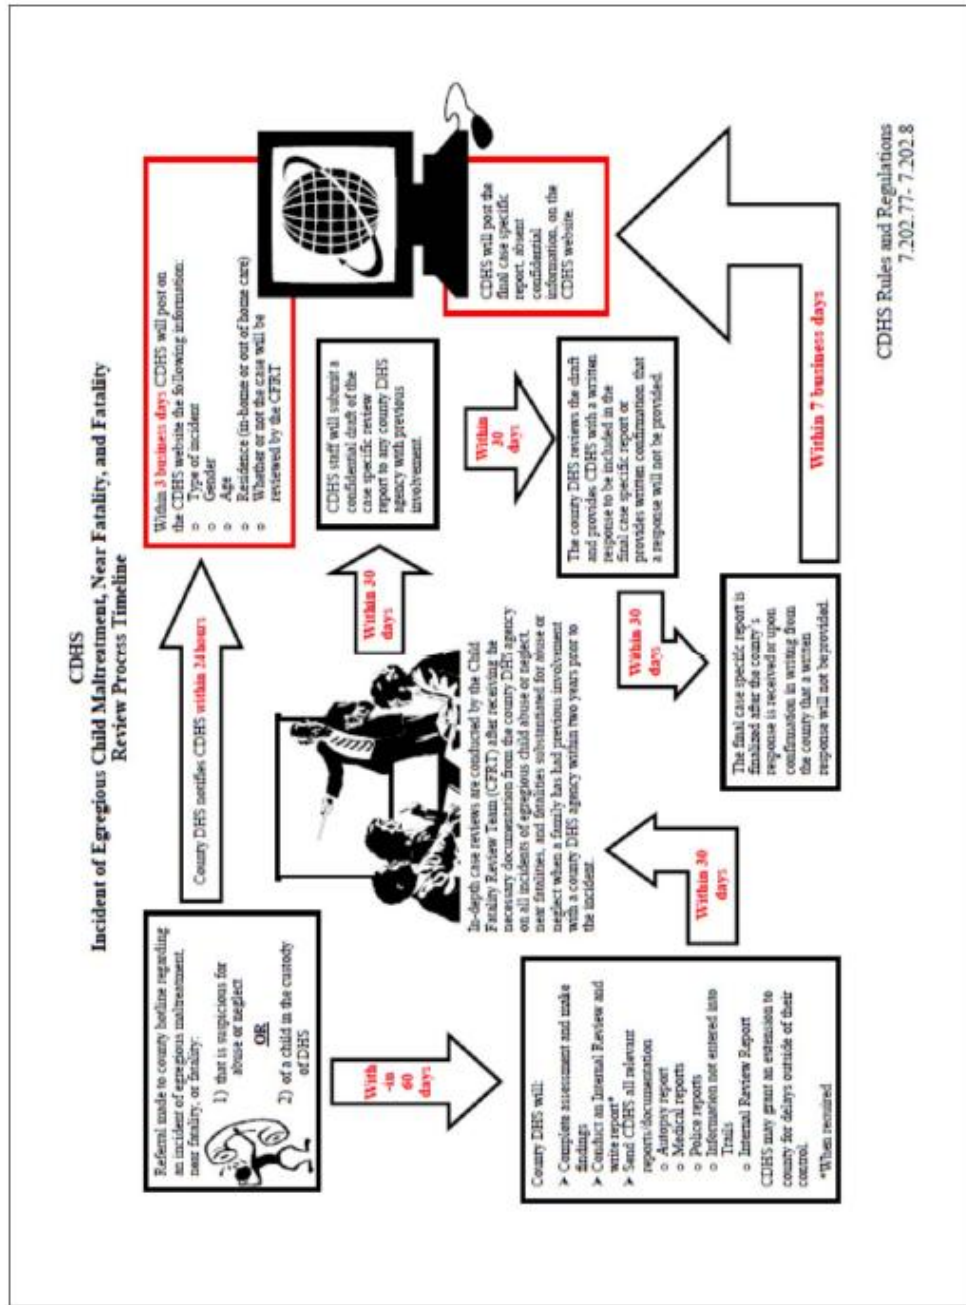 CDHS
Incident of Egregious Child Maltreatment, Near Fatality, and Fatality
Review Process Timeline
Referral made to county hotline regarding
an incident of egregious maltreatment,
near fatality, or fatality:
1) that is suspicious for
abuse or neglect
OR
2) of a child in the custody
of DHS
County DHS notifies CDHS within 24 hours
Within 3 business days CDHS will post on
the CDHS website the following information:
o Type of incident
o Gender
o Age
o Residence (in-home or out of home care)
o Whether or not the case will be
reviewed by the CFRT
With
-in
60
days
County DHS will:
➤ Complete assessment and make
findings
➤ Conduct an Internal Review and
write report*
➤ Send CDHS all relevant
reports/documentation
o Autopsy report
o Medical reports
o Police reports
o Information not entered into
Trails
o Internal Review Report
CDHS may grant an extension to
county for delays outside of their
control.
*When required
Within 30
days
In-depth case reviews are conducted by the Child
Fatality Review Team (CFRT) after receiving the
necessary documentation from the county DHS agency
on all incidents of egregious child abuse or neglect,
near fatalities, and fatalities substantiated for abuse or
neglect when a family has had previous involvement
with a county DHS agency within two years prior to
the incident.
Within 30
days
CDHS staff will submit a
confidential draft of the
case specific review
report to any county DHS
agency with previous
involvement.
Within
30
days
The county DHS reviews the draft
and provides CDHS with a written
response to be included in the
final case specific report or
provides written confirmation that
a response will not be provided.
Within 30
days
The final case specific report is
finalized after the county's
response is received or upon
confirmation in writing from
the county that a written
response will not be provided.
Within 7 business days
CDHS will post the
final case specific
report, absent
confidential
information, on the
CDHS website.
CDHS Rules and Regulations
7.202.77- 7.202.8